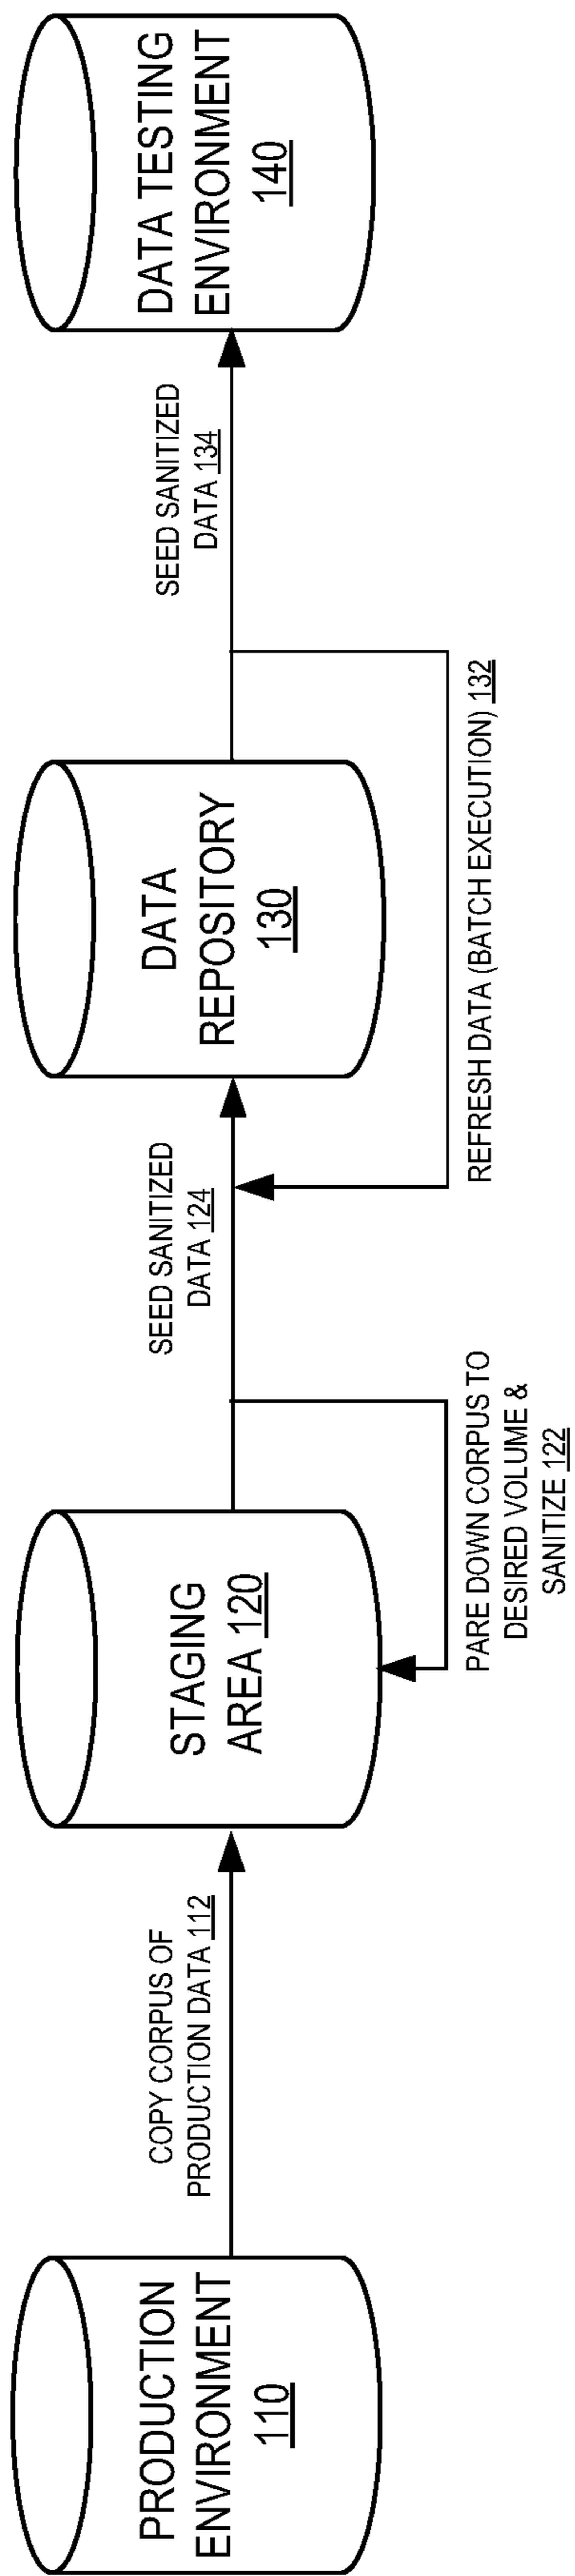 PRODUCTION
ENVIRONMENT
110
COPY CORPUS OF
PRODUCTION DATA 112
STAGING
AREA 120
PARE DOWN CORPUS TO
DESIRED VOLUME &
SANITIZE 122
SEED SANITIZED
DATA 124
DATA
REPOSITORY
130
REFRESH DATA (BATCH EXECUTION) 132
SEED SANITIZED
DATA 134
DATA TESTING
ENVIRONMENT
140